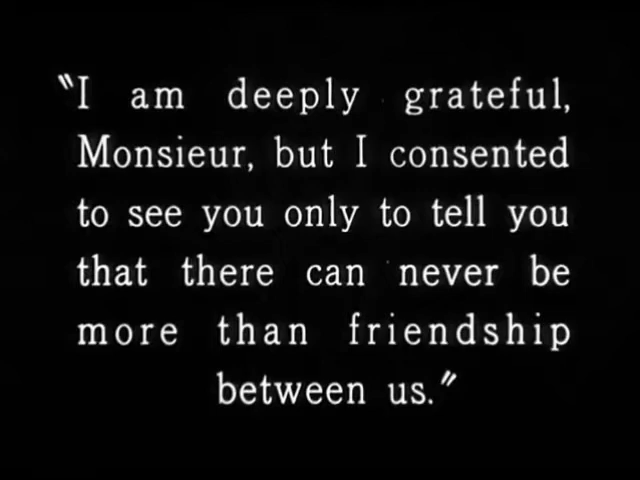 "I am deeply grateful,
Monsieur, but I consented
to see you only to tell you
that there can never be
more than friendship
between us."